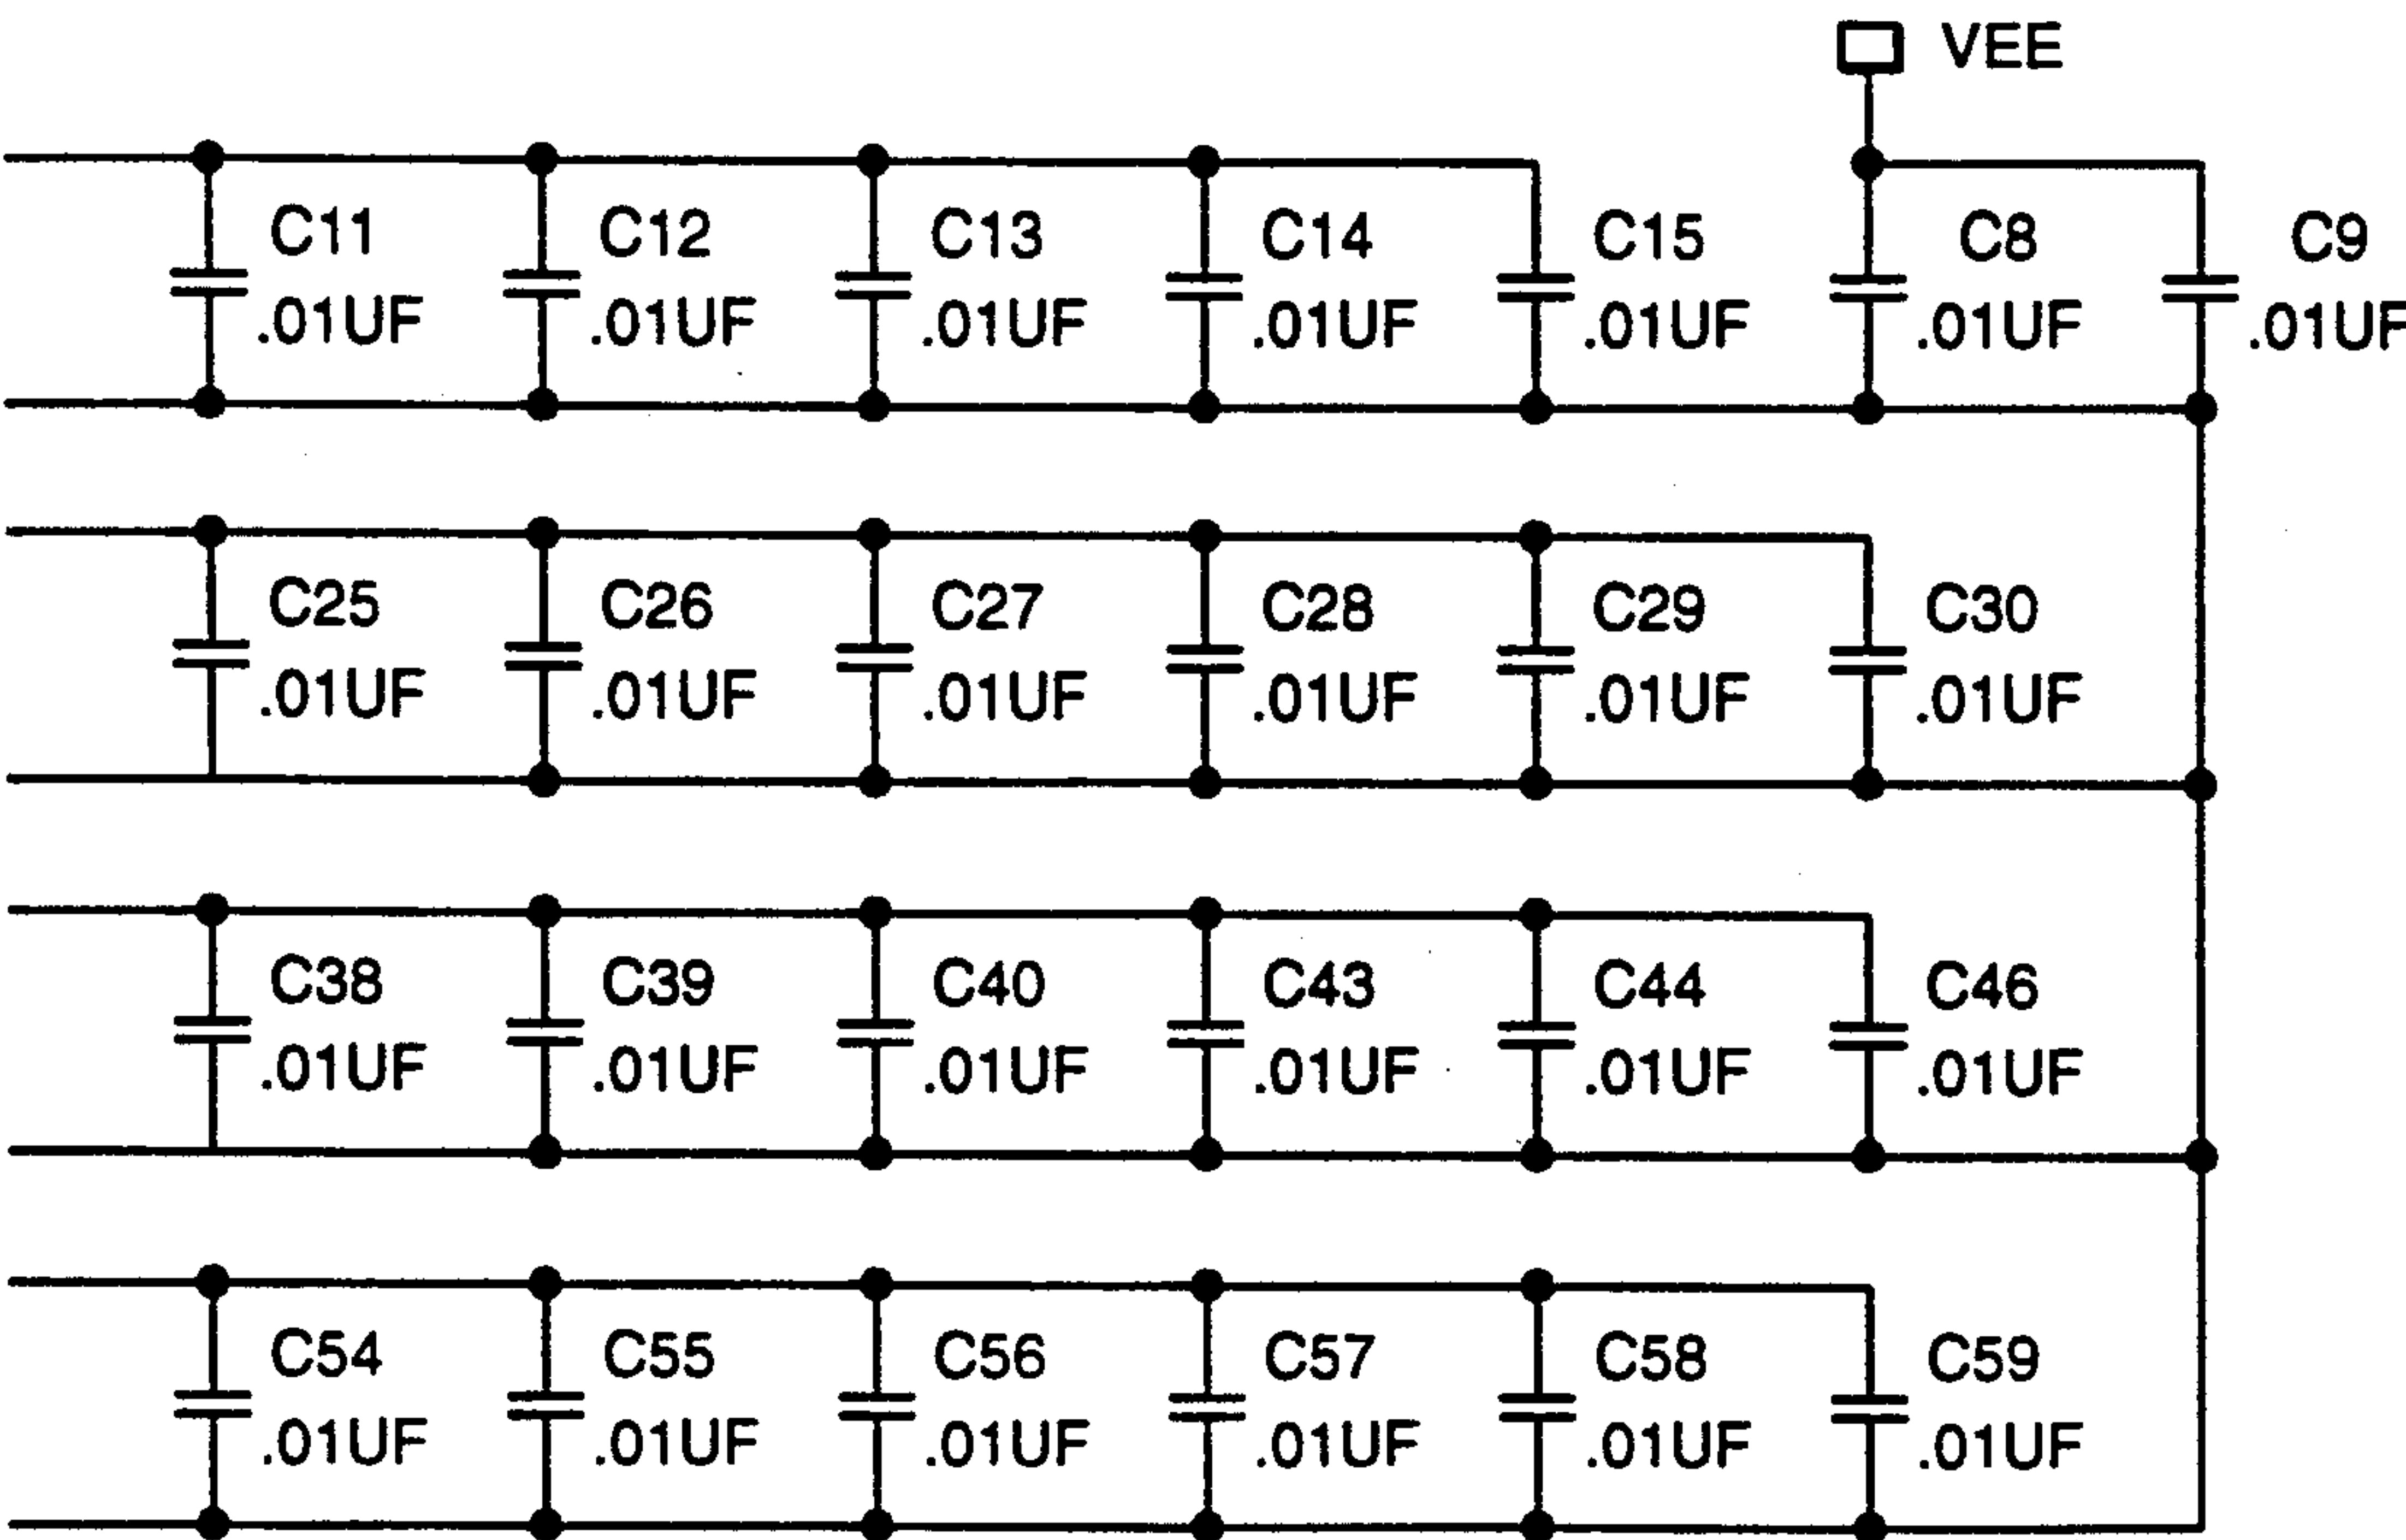 VEE
C11 C12 C13 C14 C15 C8 C9
.01UF .01UF .01UF .01UF .01UF .01UF .01UF
C25 C26 C27 C28 C29 C30
.01UF .01UF .01UF .01UF .01UF .01UF
C38 C39 C40 C43 C44 C46
.01UF .01UF .01UF .01UF .01UF .01UF
C54 C55 C56 C57 C58 C59
.01UF .01UF .01UF .01UF .01UF .01UF